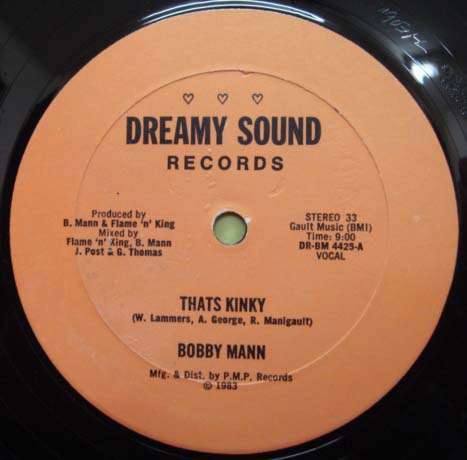 ♡ ♡ ♡
DREAMY SOUND
RECORDS
Produced by
B. Mann & Flame 'n' King
Mixed by
Flame 'n' King, B. Mann
J. Post & G. Thomas
STEREO 33
Gault Music (BMI)
Time: 9:00
DR-BM 4425-A
VOCAL
THATS KINKY
(W. Lammers, A. George, R. Manigault)
BOBBY MANN
Mfg. & Dist. by P.M.P. Records
© 1983